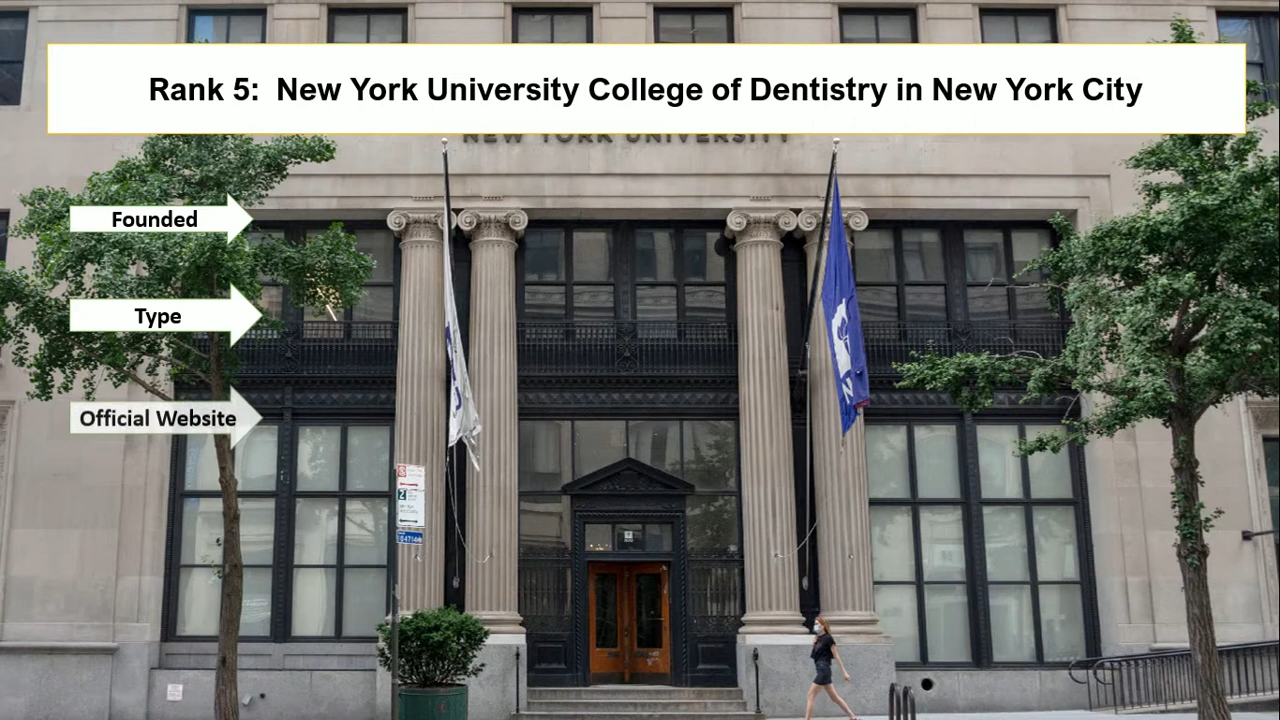 Rank 5:  New York University College of Dentistry in New York City
NEW YORK UNIVERSITY
Founded
Type
Official Website